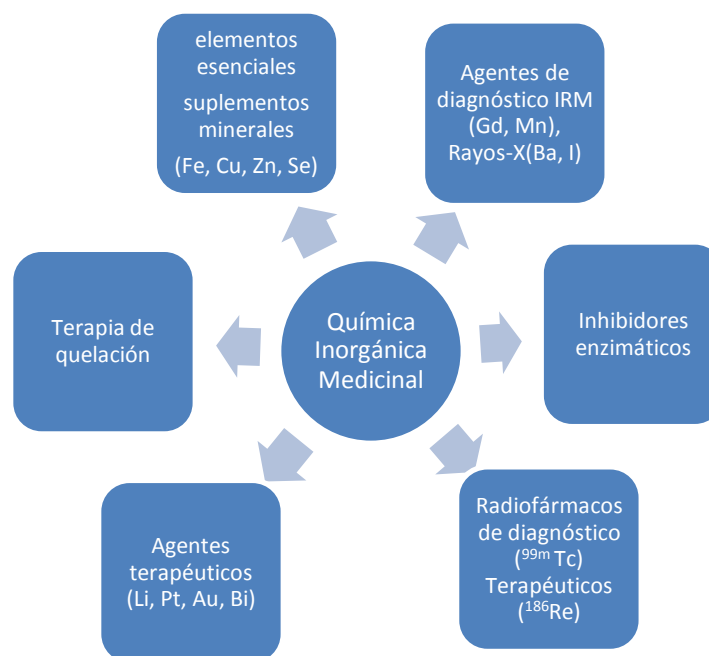 elementos
esenciales
suplementos
minerales
(Fe, Cu, Zn, Se)
Agentes de
diagnóstico IRM
(Gd, Mn),
Rayos-X(Ba, I)
Terapia de
quelación
Química
Inorgánica
Medicinal
Inhibidores
enzimáticos
Agentes
terapéuticos
(Li, Pt, Au, Bi)
Radiofármacos
de diagnóstico
(⁹⁹ᵐ Tc)
Terapéuticos
(¹⁸⁶Re)